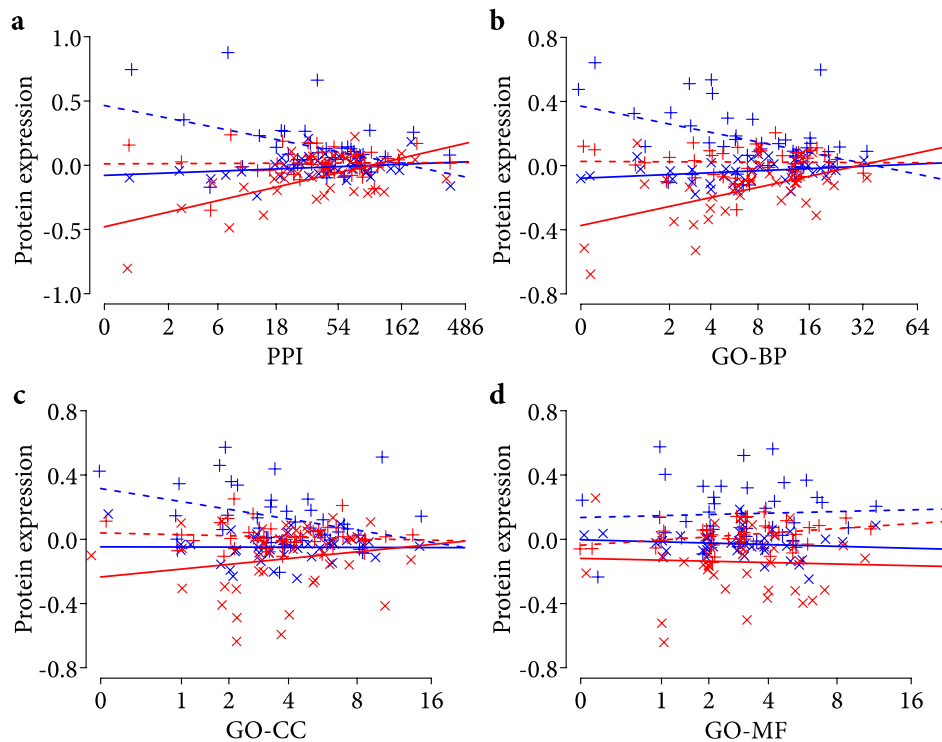 a
1.0
0.5
0.0
-0.5
-1.0
Protein expression
0 2 6 18 54 162 486
PPI
b
0.8
0.4
0.0
-0.4
-0.8
Protein expression
0 2 4 8 16 32 64
GO-BP
c
0.8
0.4
0.0
-0.4
-0.8
Protein expression
0 1 2 4 8 16
GO-CC
d
0.8
0.4
0.0
-0.4
-0.8
Protein expression
0 1 2 4 8 16
GO-MF